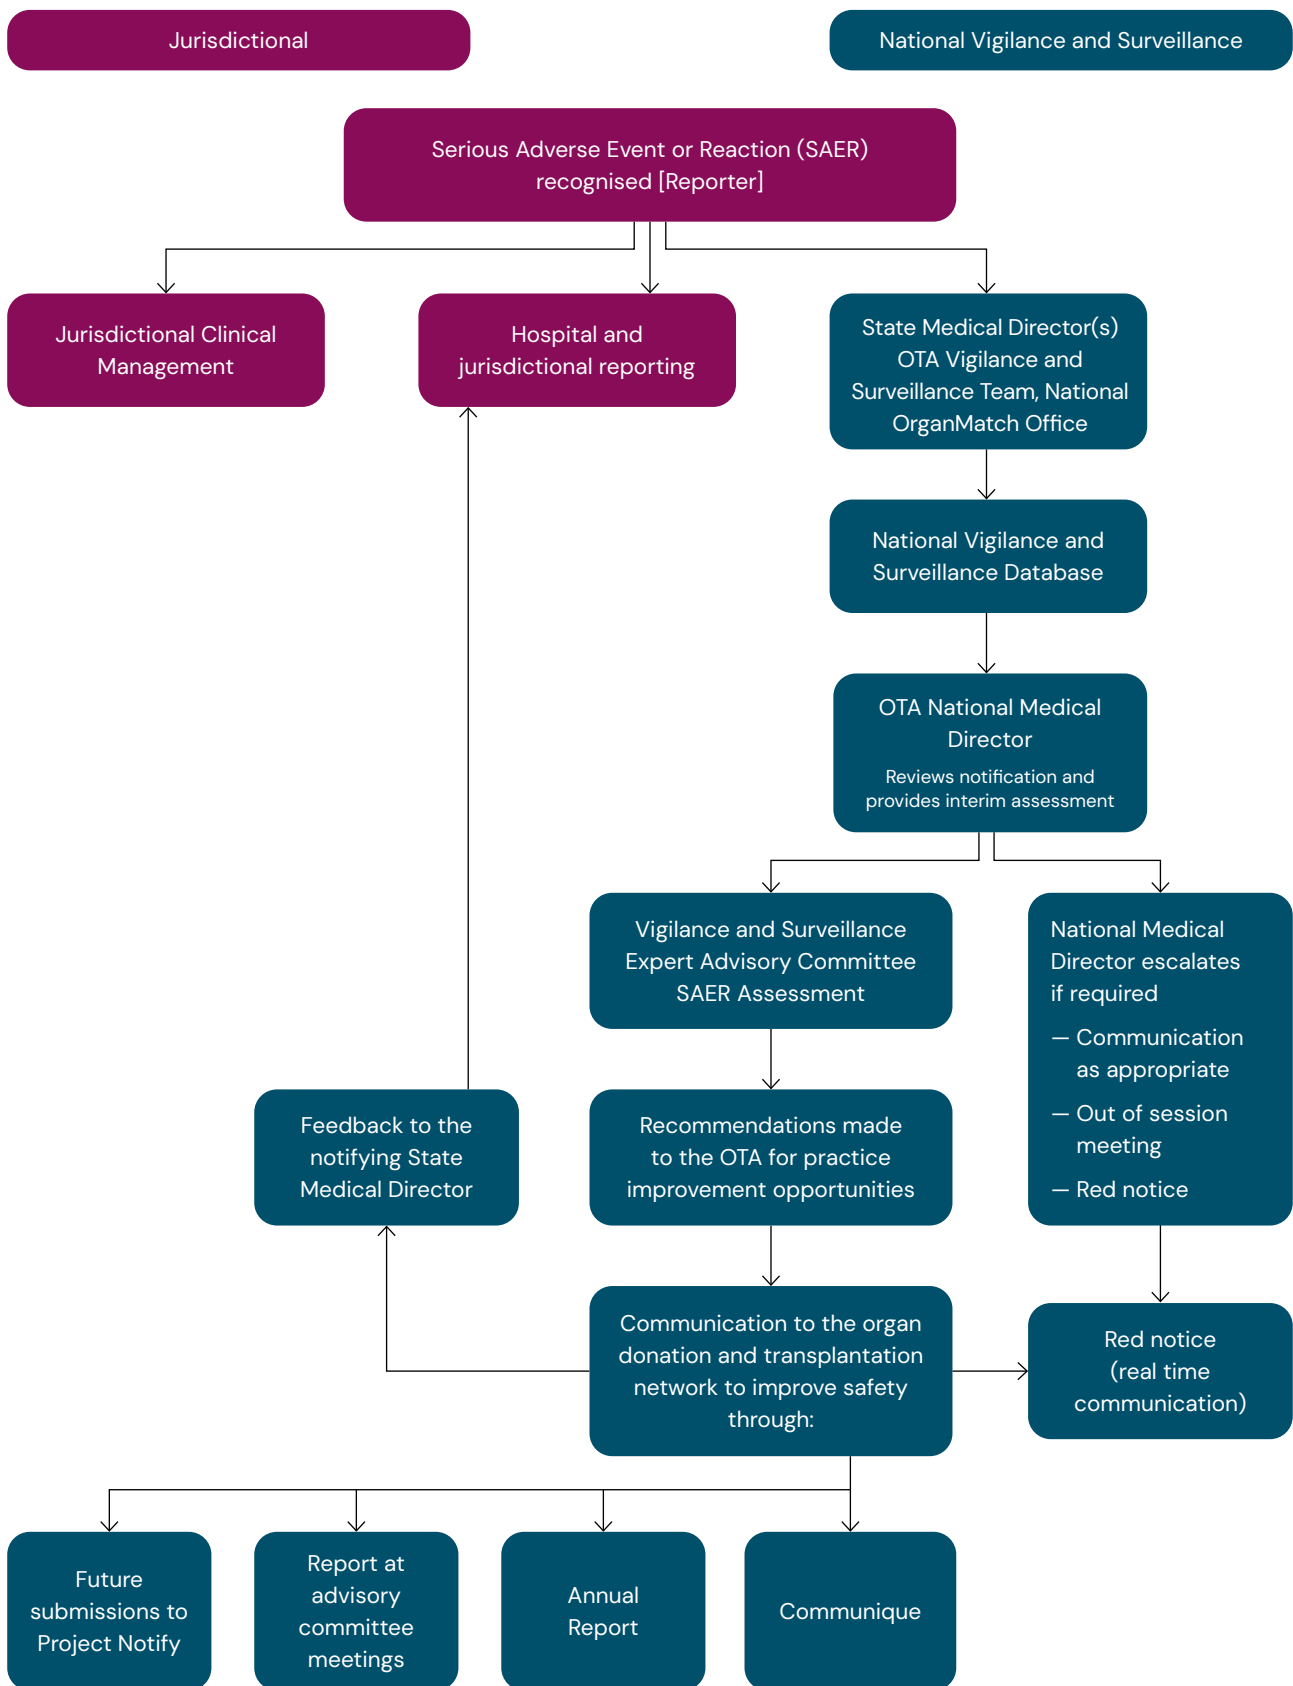 Jurisdictional
National Vigilance and Surveillance
Serious Adverse Event or Reaction (SAER)
recognised [Reporter]
Jurisdictional Clinical
Management
Hospital and
jurisdictional reporting
State Medical Director(s)
OTA Vigilance and
Surveillance Team, National
OrganMatch Office
National Vigilance and
Surveillance Database
OTA National Medical
Director
Reviews notification and
provides interim assessment
Vigilance and Surveillance
Expert Advisory Committee
SAER Assessment
National Medical
Director escalates
if required
— Communication
as appropriate
— Out of session
meeting
— Red notice
Feedback to the
notifying State
Medical Director
Recommendations made
to the OTA for practice
improvement opportunities
Communication to the organ
donation and transplantation
network to improve safety
through:
Red notice
(real time
communication)
Future
submissions to
Project Notify
Report at
advisory
committee
meetings
Annual
Report
Communique